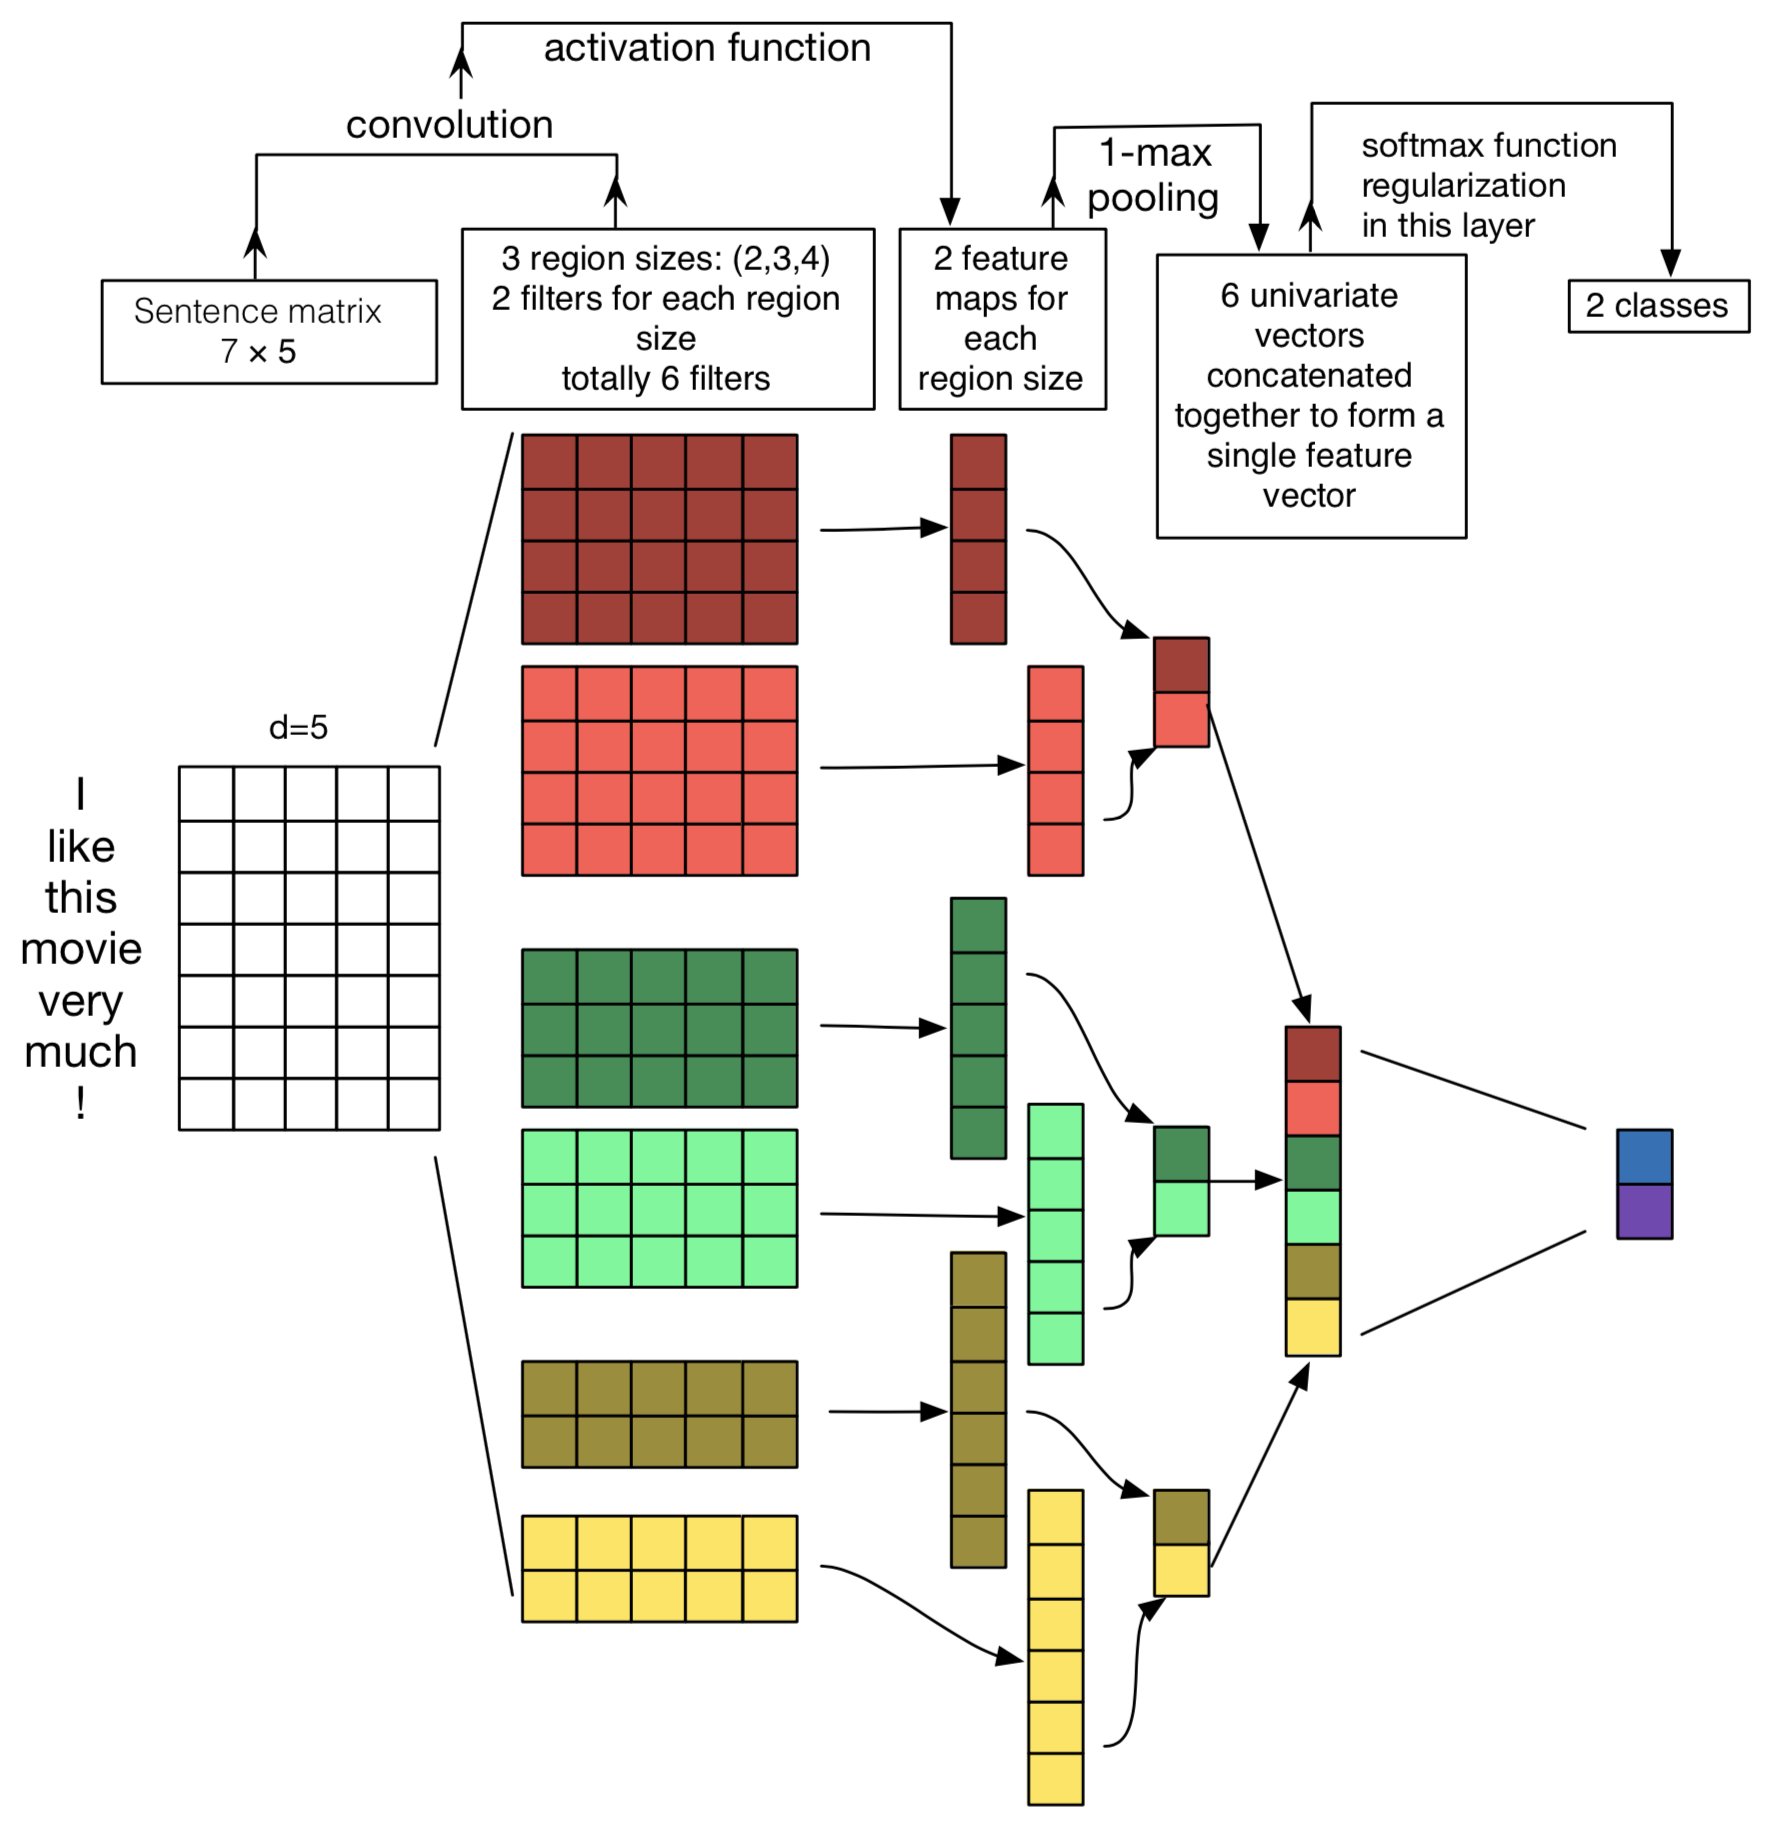 activation function
convolution
1-max
pooling
softmax function
regularization
in this layer
Sentence matrix
7 × 5
3 region sizes: (2,3,4)
2 filters for each region
size
totally 6 filters
2 feature
maps for
each
region size
6 univariate
vectors
concatenated
together to form a
single feature
vector
2 classes
d=5
I
like
this
movie
very
much
!